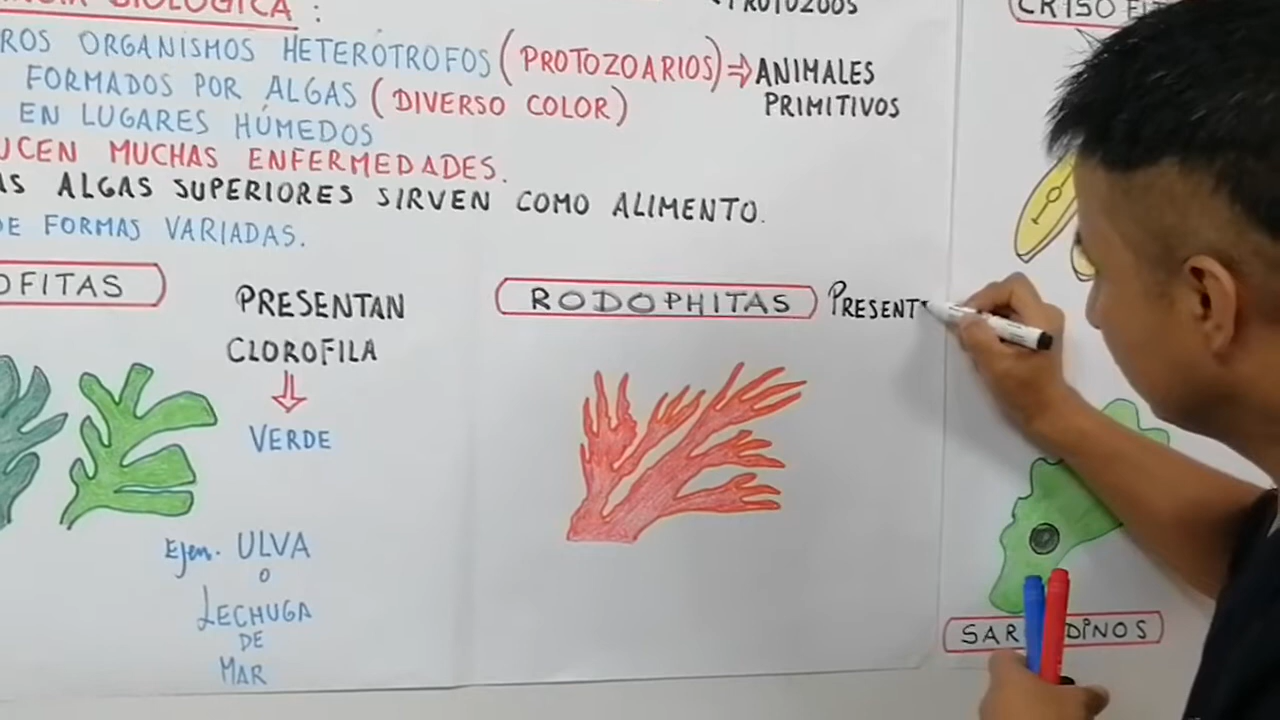 BIOLÓGICA :
PROTOZOOS
ROS ORGANISMOS HETERÓTROFOS (PROTOZOARIOS) ⇒ ANIMALES
PRIMITIVOS
FORMADOS POR ALGAS (DIVERSO COLOR)
EN LUGARES HÚMEDOS
UCEN MUCHAS ENFERMEDADES.
AS ALGAS SUPERIORES SIRVEN COMO ALIMENTO.
DE FORMAS VARIADAS.
OFITAS
PRESENTAN
CLOROFILA
VERDE
Ejem. ULVA
O
LECHUGA
DE
MAR
RODOPHITAS
PRESENT
CRISOFI
SAR DINOS